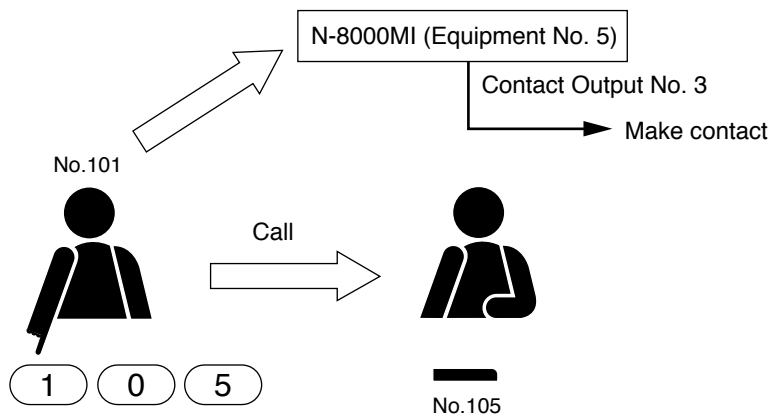 N-8000MI (Equipment No. 5)
Contact Output No. 3
Make contact
No.101
Call
1 0 5
No.105